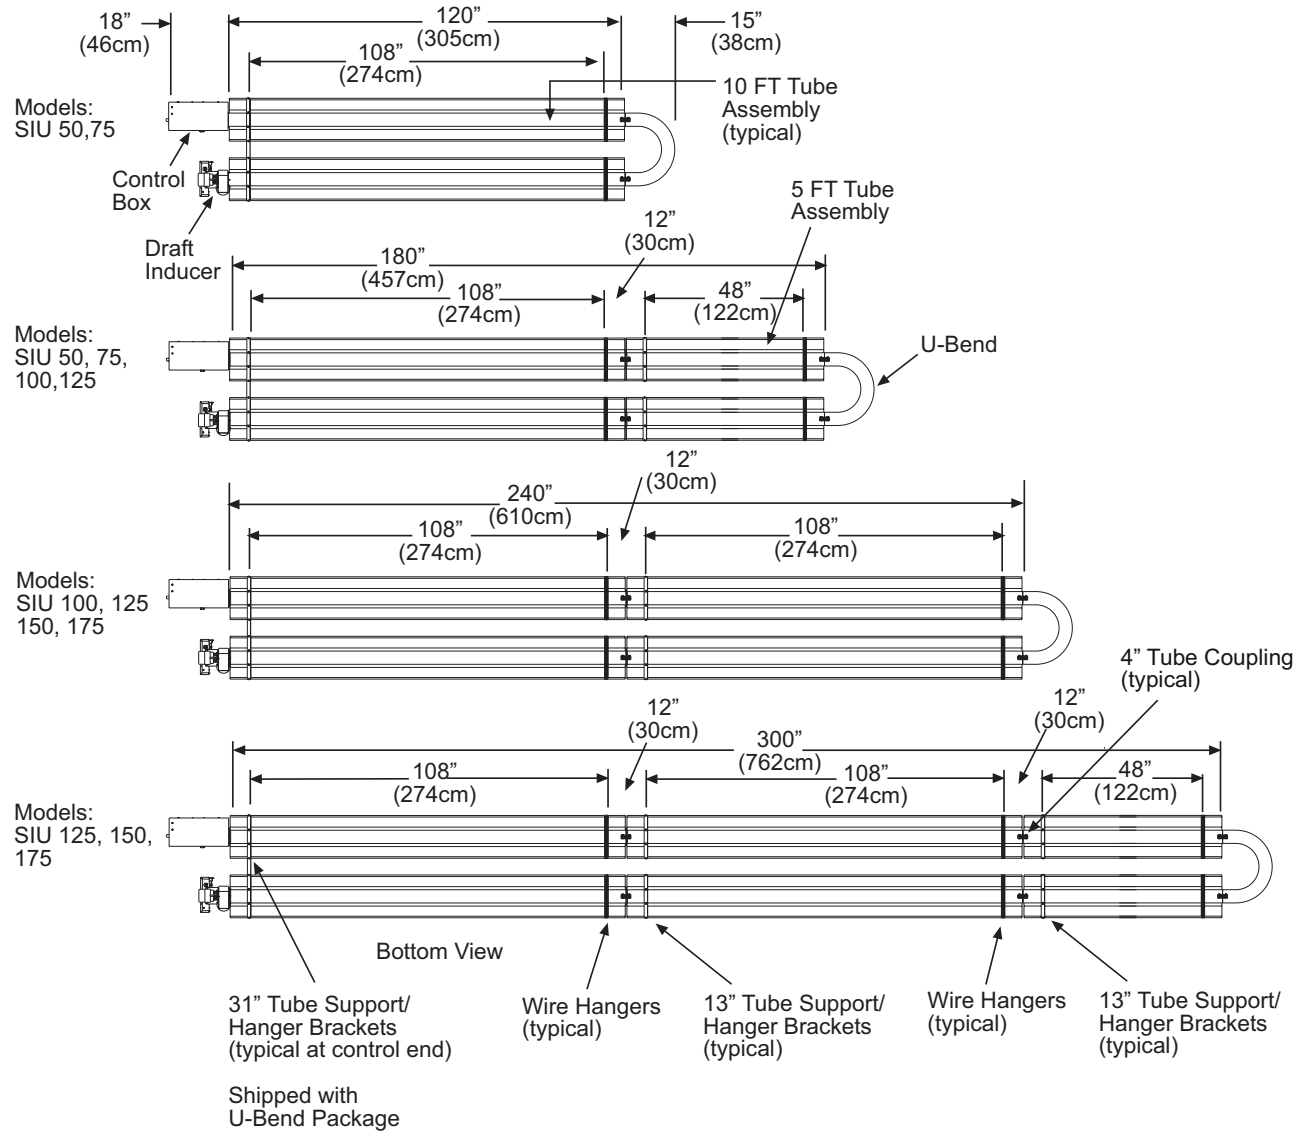 18”
(46cm)
120”
(305cm)
15”
(38cm)
108”
(274cm)
10 FT Tube
Assembly
(typical)
Models:
SIU 50,75
Control
Box
Draft
Inducer
5 FT Tube
Assembly
12”
(30cm)
180”
(457cm)
108”
(274cm)
48”
(122cm)
Models:
SIU 50, 75,
100,125
U-Bend
12”
(30cm)
240”
(610cm)
108”
(274cm)
108”
(274cm)
Models:
SIU 100, 125
150, 175
4” Tube Coupling
(typical)
12”
(30cm)
12”
(30cm)
300”
(762cm)
108”
(274cm)
108”
(274cm)
48”
(122cm)
Models:
SIU 125, 150,
175
Bottom View
31” Tube Support/
Hanger Brackets
(typical at control end)
Shipped with
U-Bend Package
Wire Hangers
(typical)
13” Tube Support/
Hanger Brackets
(typical)
Wire Hangers
(typical)
13” Tube Support/
Hanger Brackets
(typical)